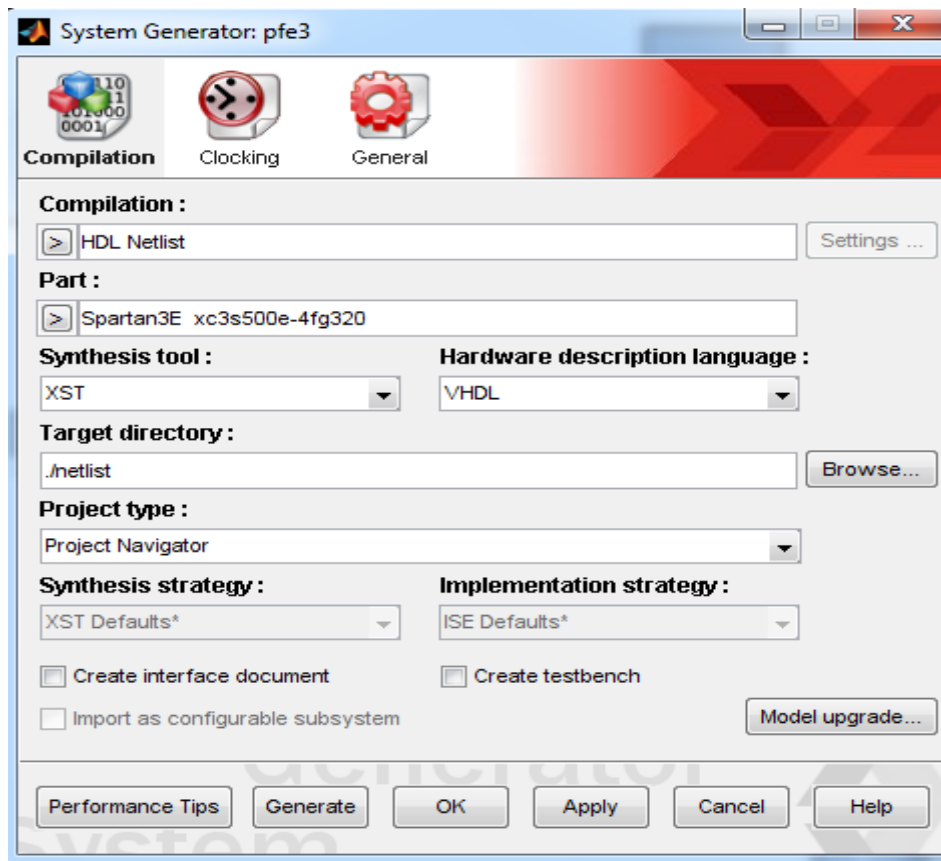 System Generator: pfe3
Compilation Clocking General
Compilation :
> HDL Netlist Settings ...
Part :
> Spartan3E xc3s500e-4fg320
Synthesis tool : Hardware description language :
XST VHDL
Target directory :
./netlist Browse...
Project type :
Project Navigator
Synthesis strategy : Implementation strategy :
XST Defaults* ISE Defaults*
Create interface document Create testbench
Import as configurable subsystem Model upgrade...
Generator
Performance Tips Generate OK Apply Cancel Help
System